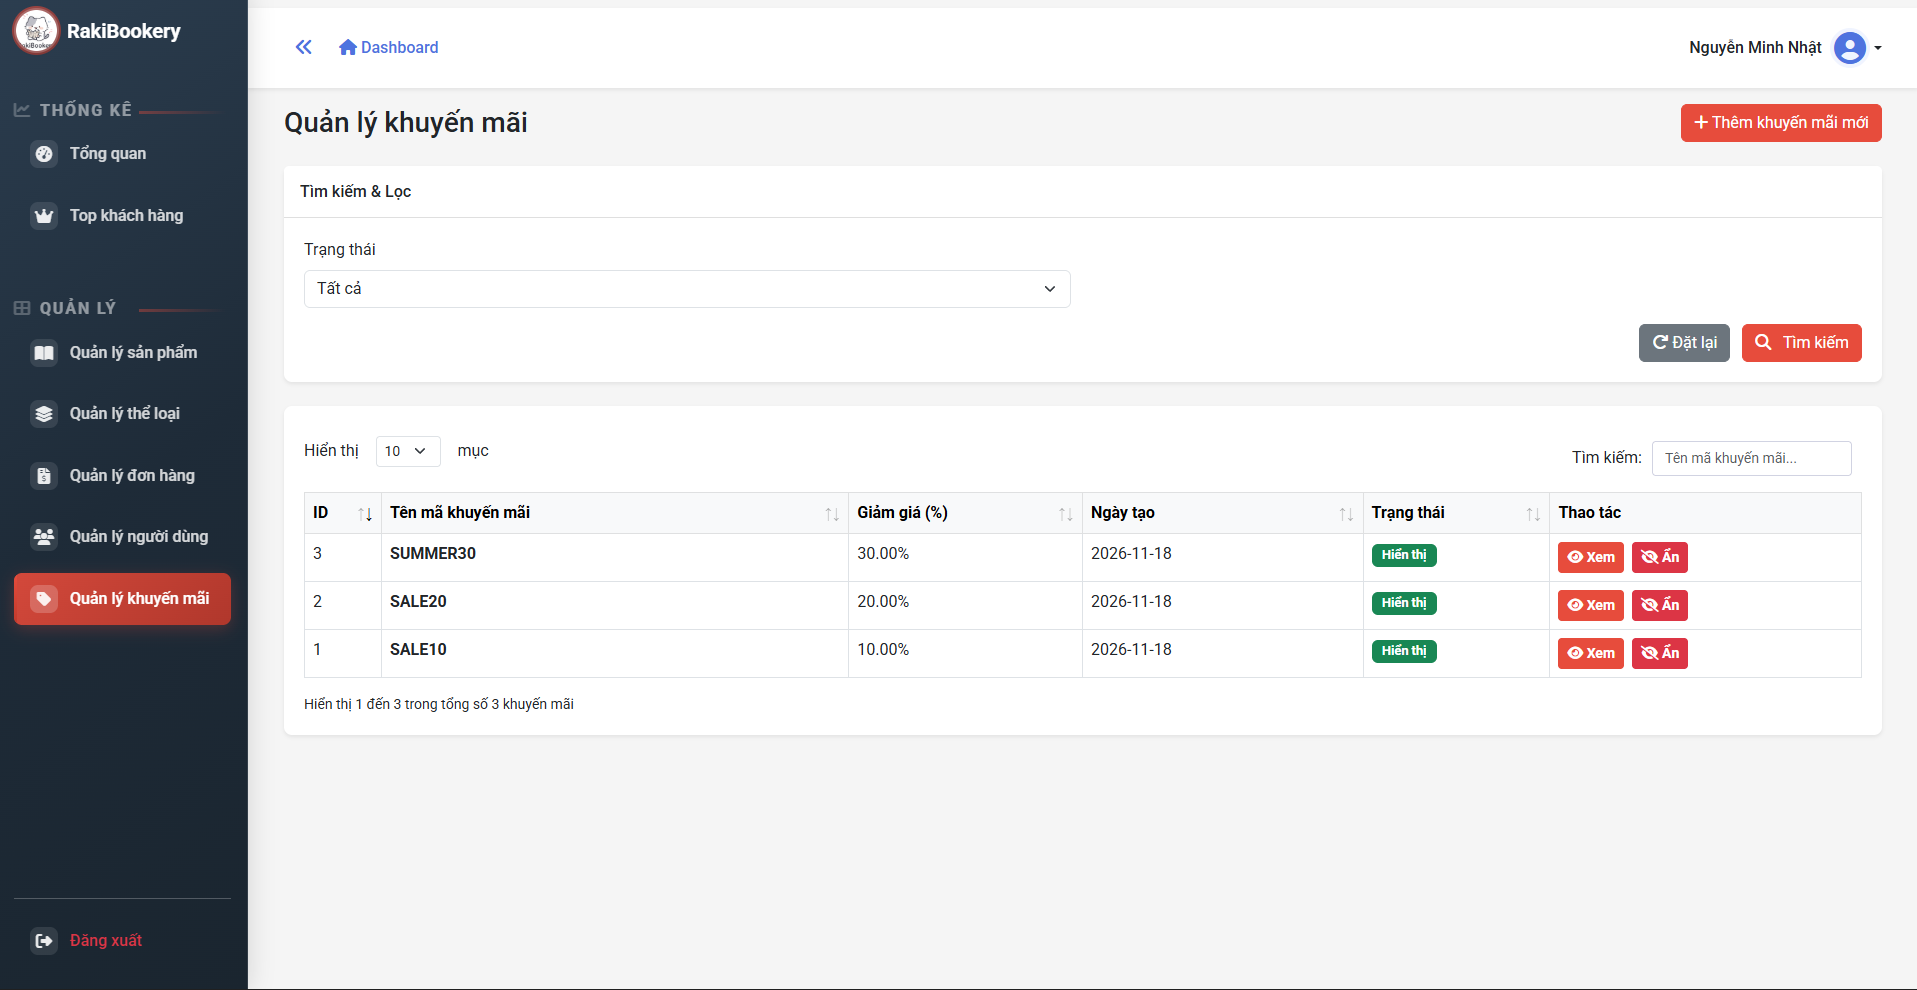 RakiBookery
THỐNG KÊ
Tổng quan
Top khách hàng
QUẢN LÝ
Quản lý sản phẩm
Quản lý thể loại
Quản lý đơn hàng
Quản lý người dùng
Quản lý khuyến mãi
Đăng xuất
Dashboard
Nguyễn Minh Nhật
Quản lý khuyến mãi
Thêm khuyến mãi mới
Tìm kiếm & Lọc
Trạng thái
Tất cả
Đặt lại
Tìm kiếm
Hiển thị 10 mục
Tìm kiếm: Tên mã khuyến mãi...
ID Tên mã khuyến mãi Giảm giá (%) Ngày tạo Trạng thái Thao tác
3 SUMMER30 30.00% 2026-11-18 Hiển thị Xem Ẩn
2 SALE20 20.00% 2026-11-18 Hiển thị Xem Ẩn
1 SALE10 10.00% 2026-11-18 Hiển thị Xem Ẩn
Hiển thị 1 đến 3 trong tổng số 3 khuyến mãi